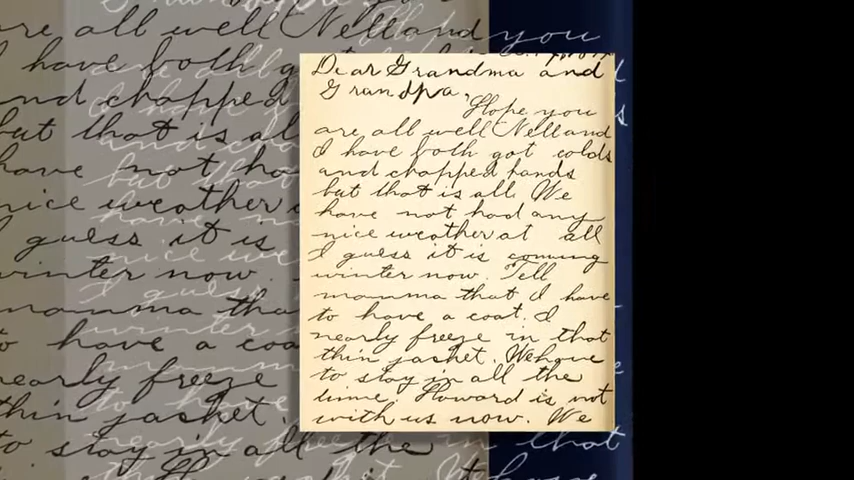 Dear Grandma and
Grandpa,
Hope you
are all well Nell and
I have both got colds
and chapped hands
but that is all. We
have not had any
nice weather at all
I guess it is coming
winter now. Tell
mamma that I have
to have a coat. I
nearly freeze in that
thin jasket. We have
to stay in all the
time. Howard is not
with us now. We